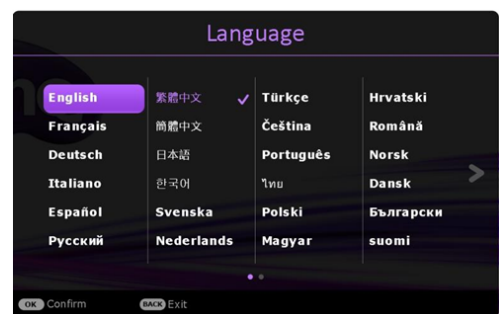 Language
English
Français
Deutsch
Italiano
Español
Русский
繁體中文
簡體中文
日本語
한국어
Svenska
Nederlands
Türkçe
Čeština
Português
ไทย
Polski
Magyar
Hrvatski
Română
Norsk
Dansk
Български
suomi
OK Confirm
BACK Exit